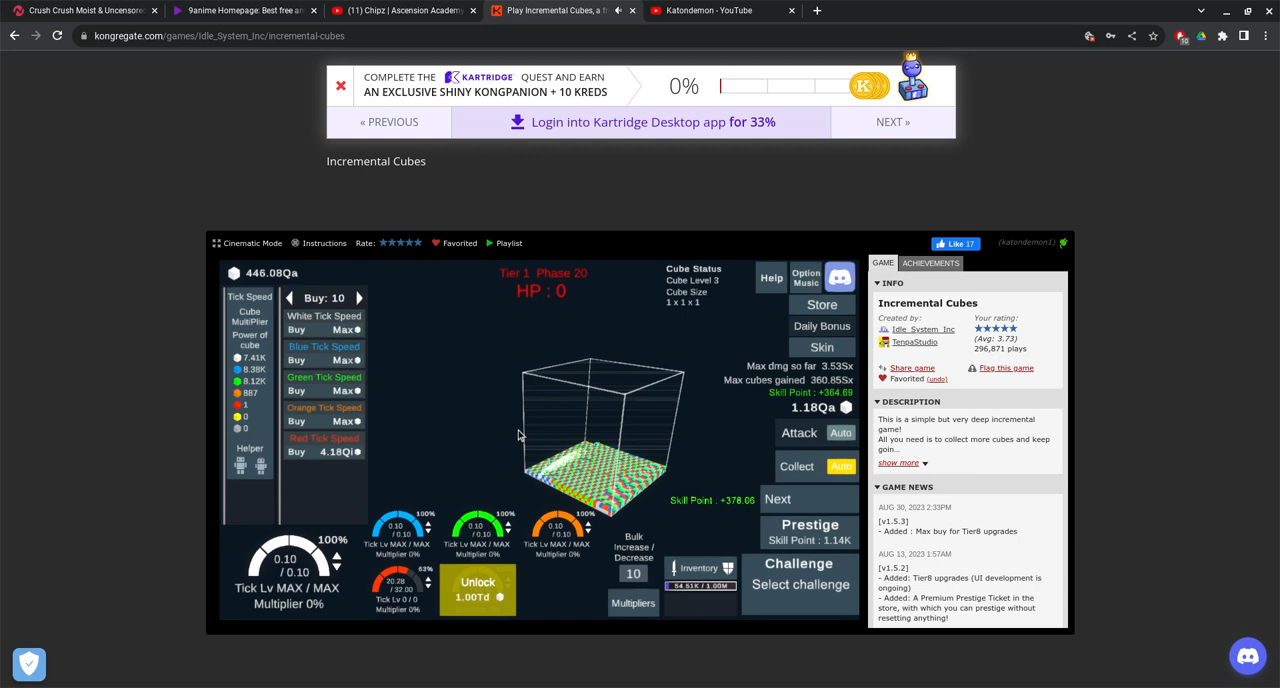 Crush Crush Moist & Uncensored
9anime Homepage: Best free an
(11) Chipz | Ascension Academy
Play Incremental Cubes, a f
Katondemon - YouTube
kongregate.com/games/Idle_System_Inc/incremental-cubes
10
COMPLETE THE KARTRIDGE QUEST AND EARN
AN EXCLUSIVE SHINY KONGPANION + 10 KREDS
0%
K
« PREVIOUS
Login into Kartridge Desktop app for 33%
NEXT »
Incremental Cubes
Cinematic Mode
Instructions
Rate:
Favorited
Playlist
Like 17
(katondemon1)
446.08Qa
Tick Speed
Cube
MultiPlier
Power of
cube
7.41K
8.38K
8.12K
887
1
0
0
Helper
Buy: 10
White Tick Speed
Buy Max
Blue Tick Speed
Buy Max
Green Tick Speed
Buy Max
Orange Tick Speed
Buy Max
Red Tick Speed
Buy 4.18Qi
Tier 1 Phase 20
HP : 0
Cube Status
Cube Level 3
Cube Size
1 x 1 x 1
Help
Option
Music
Store
Daily Bonus
Skin
Max dmg so far 3.53Sx
Max cubes gained 360.85Sx
Skill Point : +364.69
1.18Qa
Attack Auto
Collect Auto
Skill Point : +378.06
Next
Prestige
Skill Point : 1.14K
Challenge
Select challenge
100%
0.10
/ 0.10
Tick Lv MAX / MAX
Multiplier 0%
100%
0.10
/ 0.10
Tick Lv MAX / MAX
Multiplier 0%
100%
0.10
/ 0.10
Tick Lv MAX / MAX
Multiplier 0%
100%
0.10
/ 0.10
Tick Lv MAX / MAX
Multiplier 0%
63%
20.28
/ 32.00
Tick Lv 0 / 0
Multiplier 0%
Unlock
1.00Td
Bulk
Increase /
Decrease
10
Multipliers
Inventory
54.51K / 1.00M
GAME
ACHIEVEMENTS
INFO
Incremental Cubes
Created by:
Idle_System_Inc
TenpaStudio
Your rating:
(Avg: 3.73)
296,871 plays
Share game
Flag this game
Favorited (undo)
DESCRIPTION
This is a simple but very deep incremental
game!
All you need is to collect more cubes and keep
goin...
show more
GAME NEWS
AUG 30, 2023 2:33PM
[v1.5.3]
- Added : Max buy for Tier8 upgrades
AUG 13, 2023 1:57AM
[v1.5.2]
- Added: Tier8 upgrades (UI development is
ongoing)
- Added: A Premium Prestige Ticket in the
store, with which you can prestige without
resetting anything!